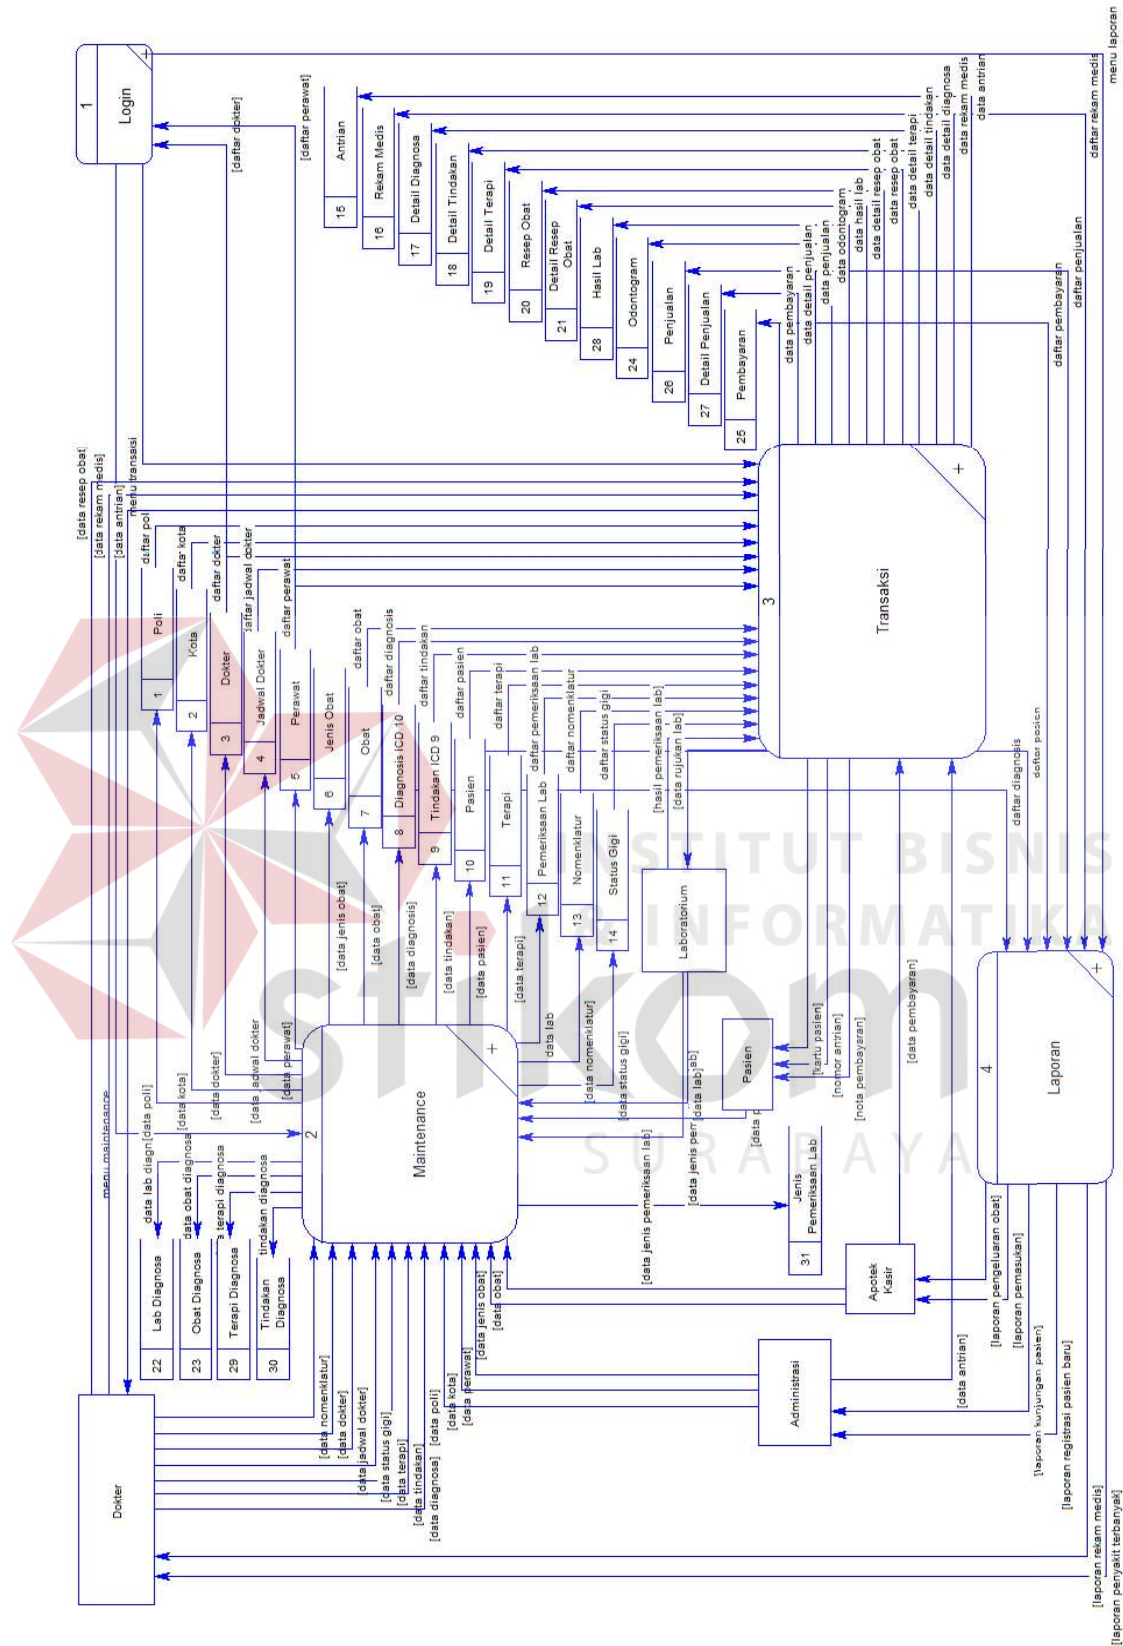 1
Login
[daftar dokter]
[daftar perawat]
15
Antrian
16
Rekam Medis
17
Detail Diagnosa
18
Detail Tindakan
19
Detail Terapi
20
Resep Obat
21
Detail Resep
Obat
28
Hasil Lab
24
Odontogram
26
Penjualan
27
Detail Penjualan
25
Pembayaran
data pembayaran
data detail penjualan
data penjualan
data odontogram
data hasil lab
data detail resep obat
data resep obat
data detail terapi
data detail tindakan
data detail diagnosa
data rekam medis
data antrian
daftar pembayaran
daftar penjualan
daftar rekam medis
menu laporan
[data resep obat]
[data rekam medis]
[data antrian]
menu transaksi
daftar poli
daftar kota
daftar dokter
daftar jadwal dokter
daftar perawat
daftar obat
daftar diagnosis
daftar tindakan
daftar pasien
daftar terapi
daftar pemeriksaan lab
daftar nomenklatur
daftar status gigi
[hasil pemeriksaan lab]
[data rujukan lab]
1
Poli
2
Kota
3
Dokter
4
Jadwal Dokter
5
Perawat
6
Jenis Obat
7
Obat
8
Diagnosis ICD 10
9
Tindakan ICD 9
10
Pasien
11
Terapi
12
Pemeriksaan Lab
13
Nomenklatur
14
Status Gigi
3
Transaksi
daftar diagnosis
daftar pasien
Laboratorium
Pasien
[kartu pasien]
[nomor antrian]
[nota pembayaran]
[data pembayaran]
4
Laporan
menu maintenance
[data poli]
[data kota]
[data dokter]
[data jadwal dokter
[data perawat]
[data jenis obat]
[data obat]
[data diagnosis]
[data tindakan]
[data pasien]
[data terapi]
data lab
[data nomenklatur]
[data status gigi]
2
Maintenance
data lab diagn
data obat diagnosa
a terapi diagnosa
tindakan diagnosa
22
Lab Diagnosa
23
Obat Diagnosa
29
Terapi Diagnosa
30
Tindakan
Diagnosa
31
Jenis
Pemeriksaan Lab
[data jenis pemeriksaan lab]
[data jenis pem
ab]
[data lab]
[data p
Dokter
[data nomenklatur]
[data dokter]
[data jadwal dokter]
[data status gigi]
[data terapi]
[data tindakan]
[data diagnosa]
[data poli]
[data kota]
[data perawat]
[data jenis obat]
[data obat]
Administrasi
Apotek
Kasir
[data antrian]
[laporan pengeluaran obat]
[laporan pemasukan]
[laporan kunjungan pasien]
[laporan registrasi pasien baru]
[laporan rekam medis]
[laporan penyakit terbanyak]
INSTITUT BISNIS
& INFORMATIKA
stikom
SURABAYA